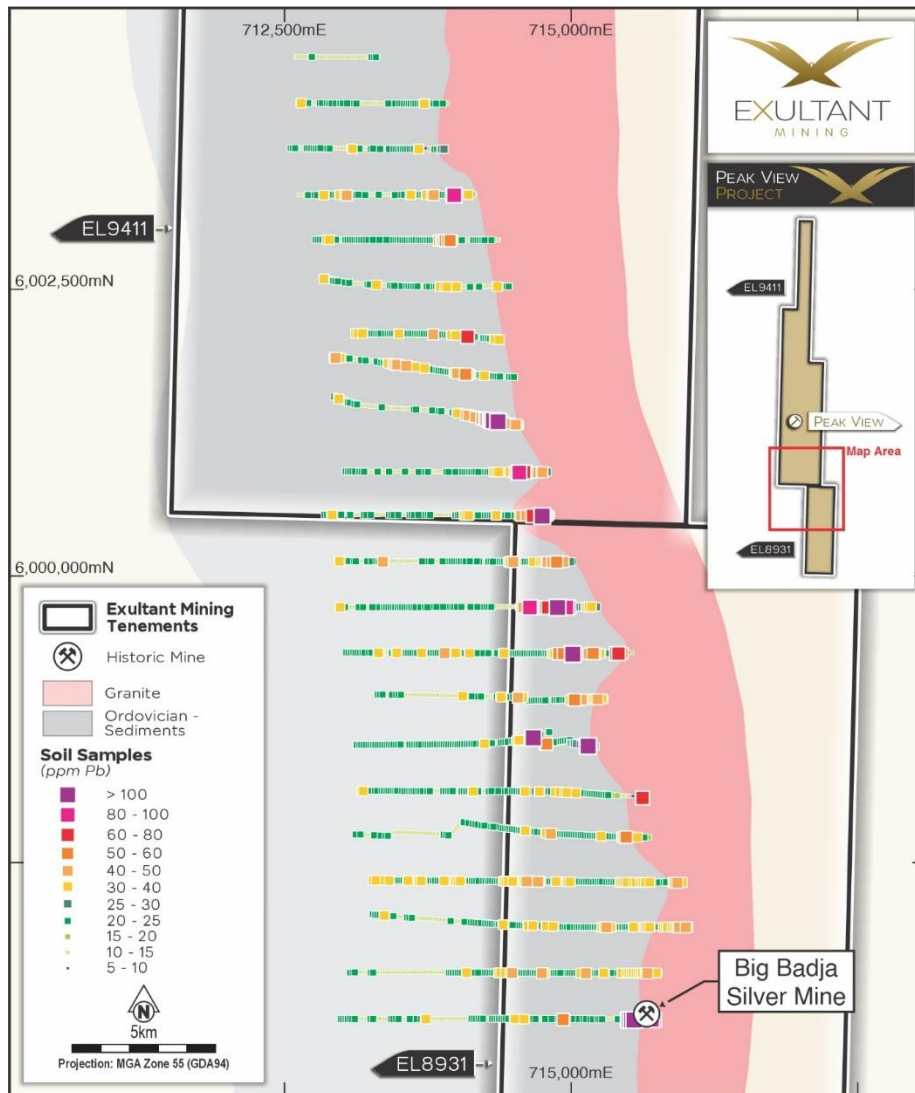 712,500mE
715,000mE
EXULTANT
MINING
PEAK VIEW
PROJECT
EL9411
EL9411
6,002,500mN
PEAK VIEW
Map Area
EL8931
6,000,000mN
Exultant Mining
Tenements
Historic Mine
Granite
Ordovician -
Sediments
Soil Samples
(ppm Pb)
> 100
80 - 100
60 - 80
50 - 60
40 - 50
30 - 40
25 - 30
20 - 25
15 - 20
10 - 15
5 - 10
N
5km
Projection: MGA Zone 55 (GDA94)
Big Badja
Silver Mine
EL8931
715,000mE